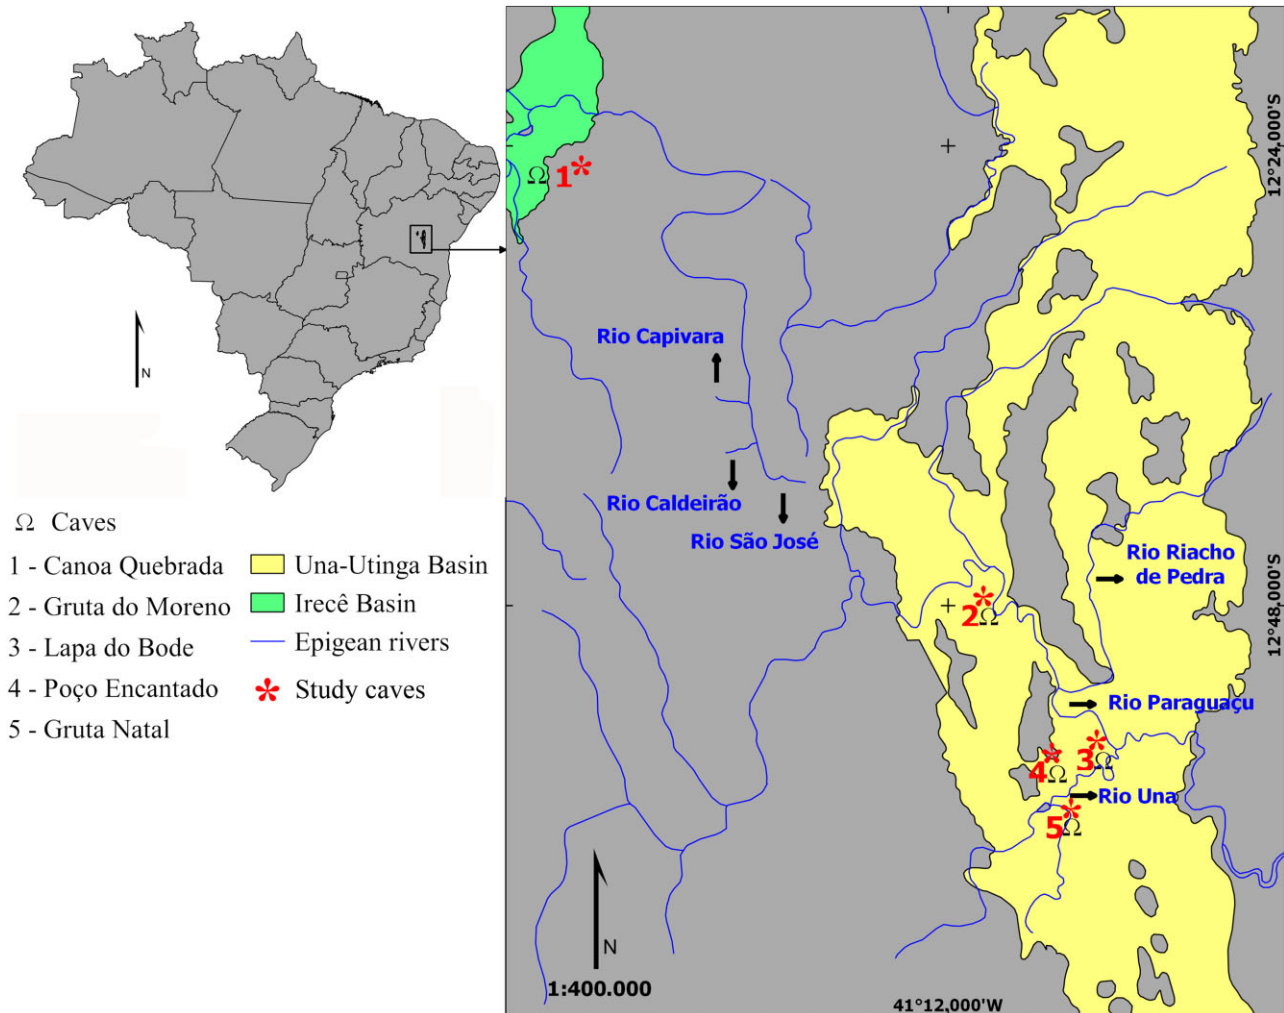 N
Ω Caves
1 - Canoa Quebrada
2 - Gruta do Moreno
3 - Lapa do Bode
4 - Poço Encantado
5 - Gruta Natal
Una-Utinga Basin
Irecê Basin
Epigean rivers
* Study caves
Ω 1*
12°24,000'S
Rio Capivara
Rio Caldeirão
Rio São José
Rio Riacho
de Pedra
12°48,000'S
*
2Ω
Rio Paraguaçu
*
3Ω
*
4Ω
Rio Una
*
5Ω
N
1:400.000
41°12,000'W